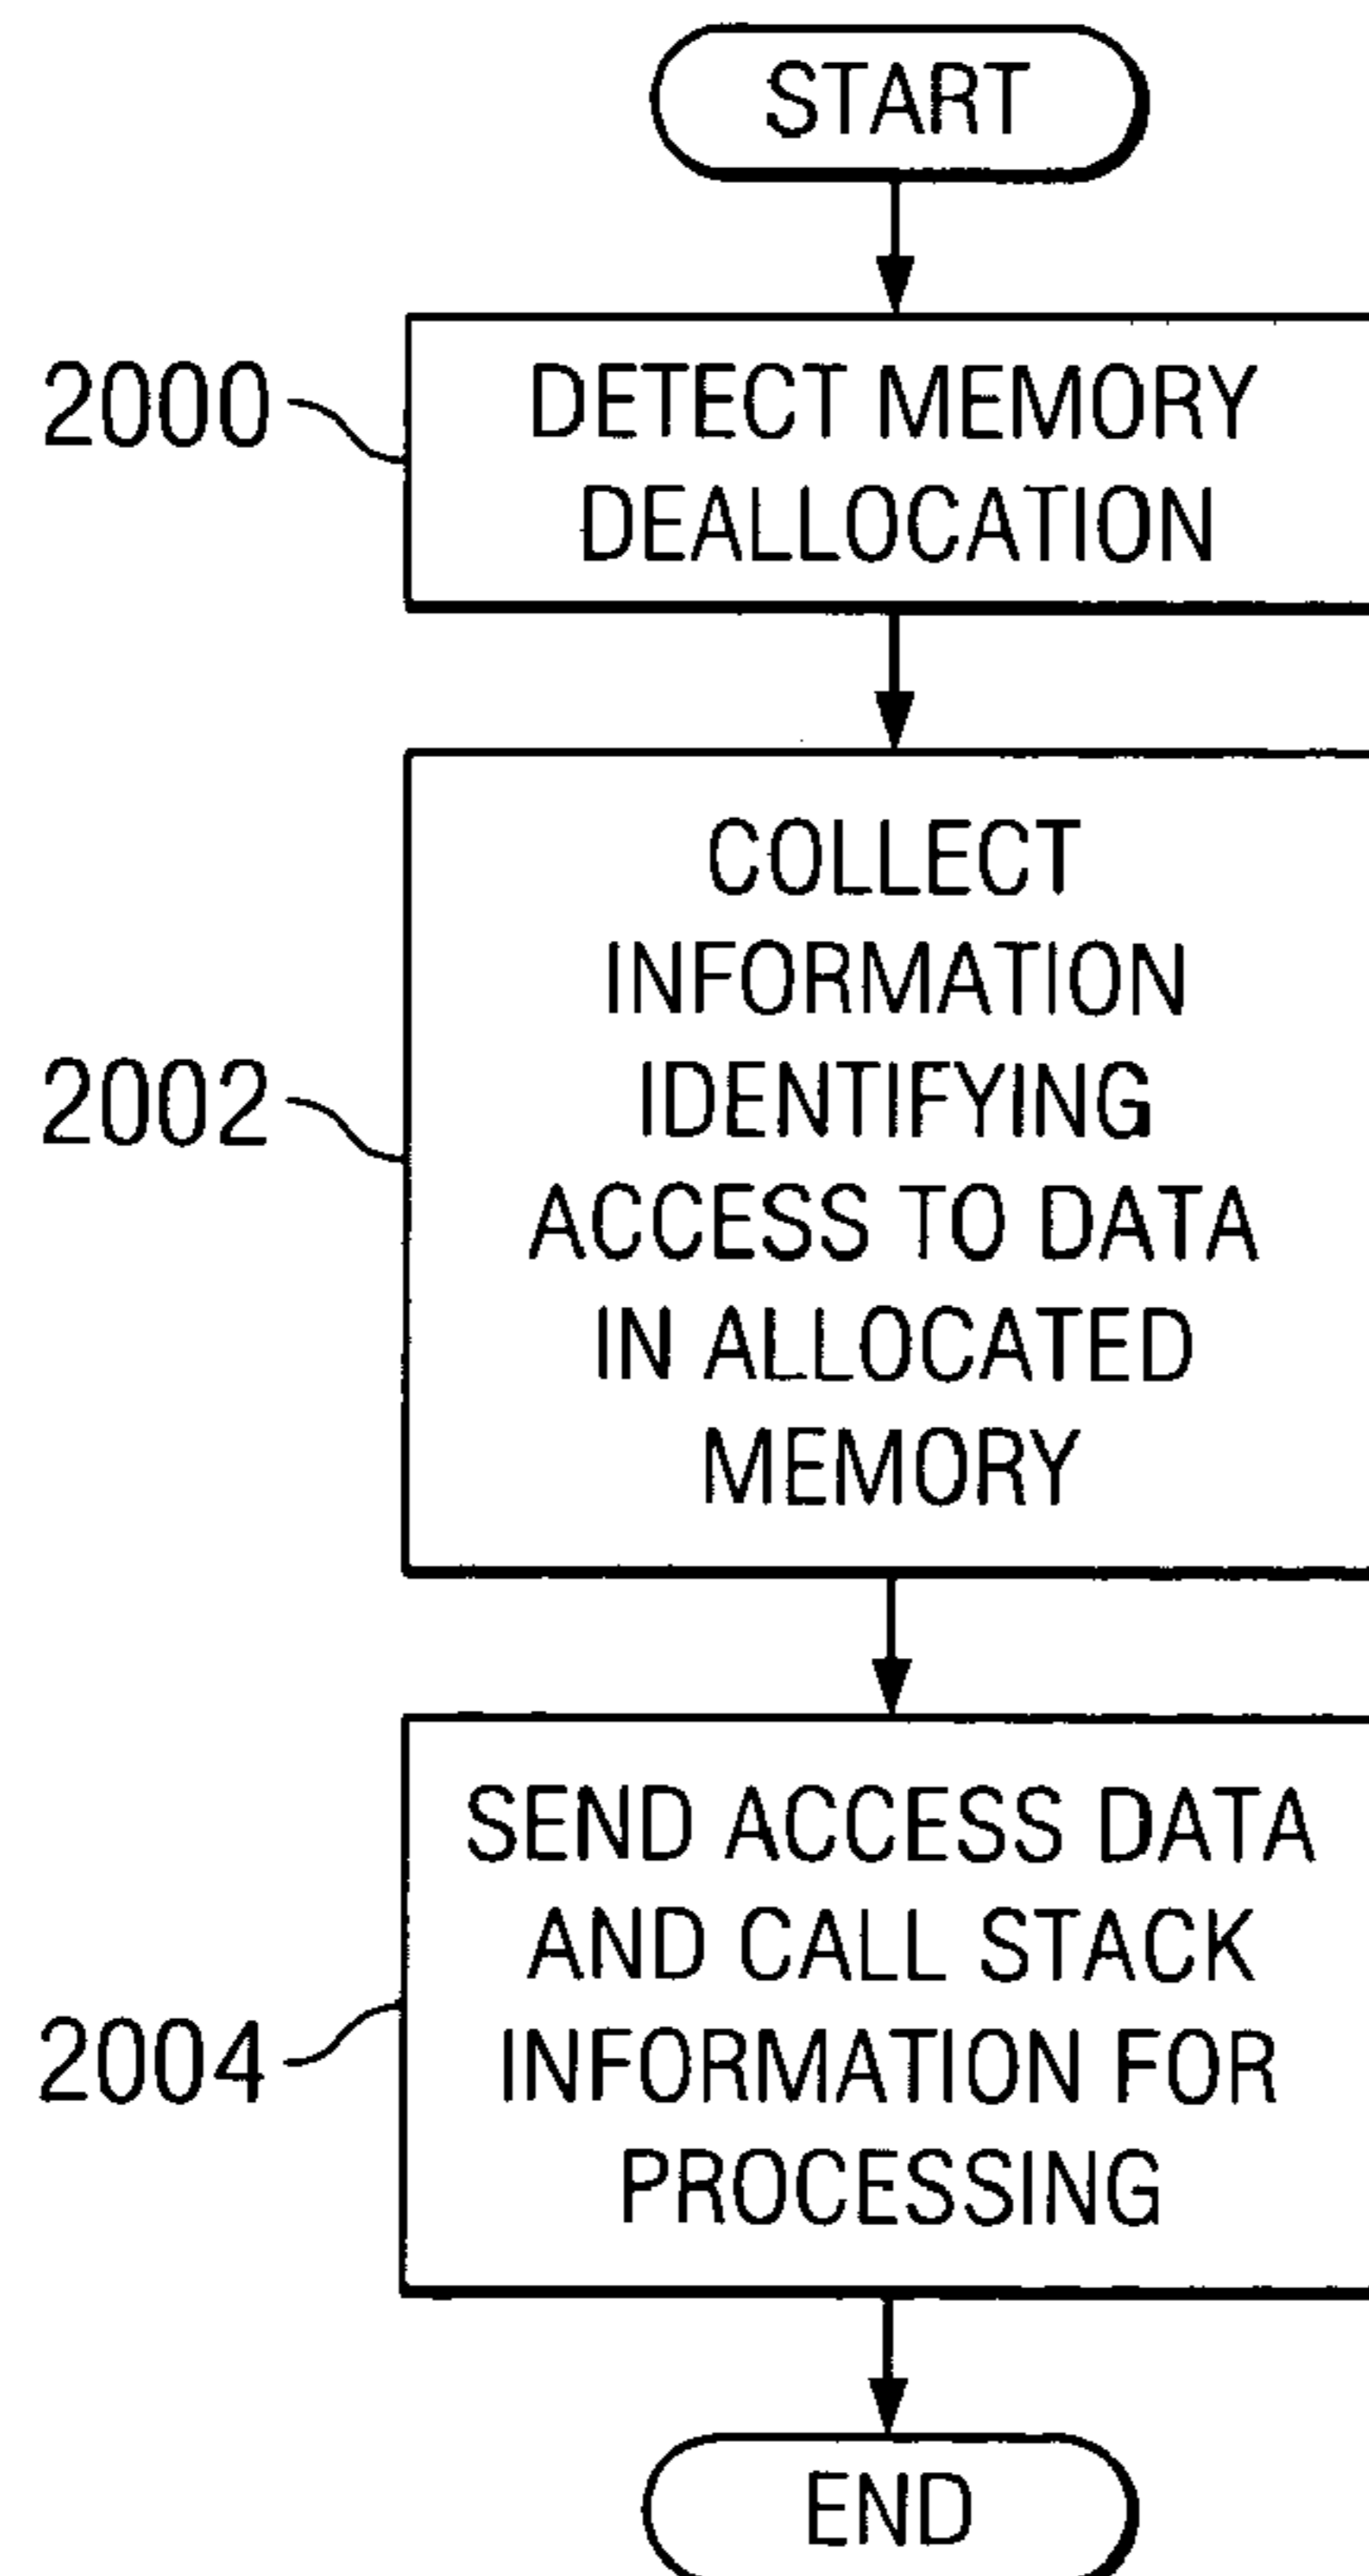 START
2000
DETECT MEMORY
DEALLOCATION
2002
COLLECT
INFORMATION
IDENTIFYING
ACCESS TO DATA
IN ALLOCATED
MEMORY
2004
SEND ACCESS DATA
AND CALL STACK
INFORMATION FOR
PROCESSING
END